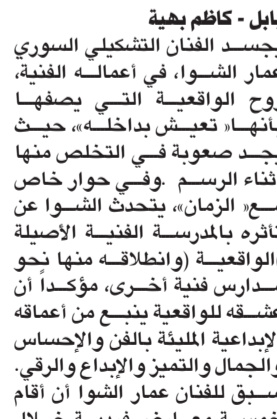 بابل - كاظم بهية
يجسد الفنان التشكيلي السوري
عمار الشوا، في أعماله الفنية،
روح الواقعية التي يصفها
بأنها« تعيش بداخله»، حيث
يجد صعوبة في التخلص منها
أثناء الرسم .وفي حوار خاص
مع« الزمان»، يتحدث الشوا عن
تأثره بالمدرسة الفنية الأصيلة
(الواقعية (وانطلاقه منها نحو
مدارس فنية أخرى، مؤكداً أن
عشقه للواقعية ينبع من أعماقه
الإبداعية المليئة بالفن والإحساس
والجمال والتميز والإبداع والرقي.
سبق للفنان عمار الشوا أن أقام